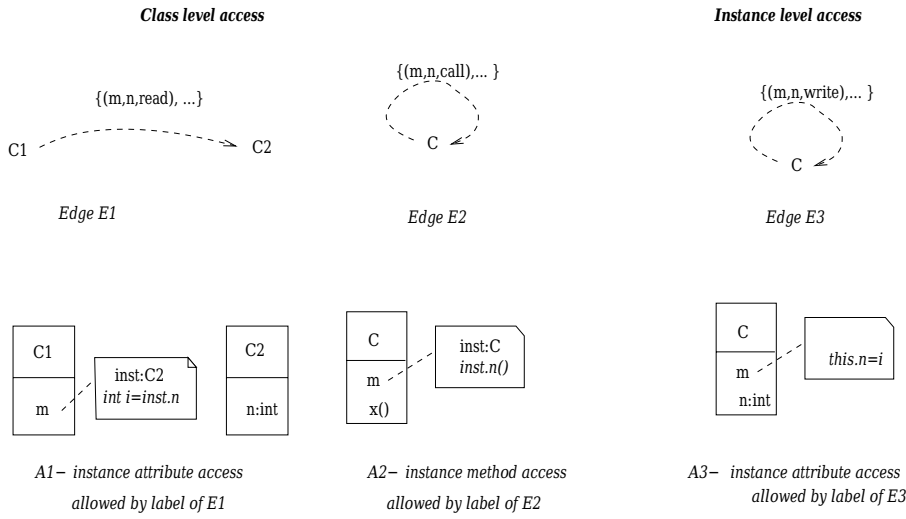 Class level access
Instance level access
{(m,n,call),... }
{(m,n,write),... }
{(m,n,read), ...}
C1
C2
C
C
Edge E1
Edge E2
Edge E3
C1
inst:C2
int i=inst.n
m
C2
n:int
C
inst:C
inst.n()
m
x()
C
this.n=i
m
n:int
A1– instance attribute access
allowed by label of E1
A2– instance method access
allowed by label of E2
A3– instance attribute access
allowed by label of E3